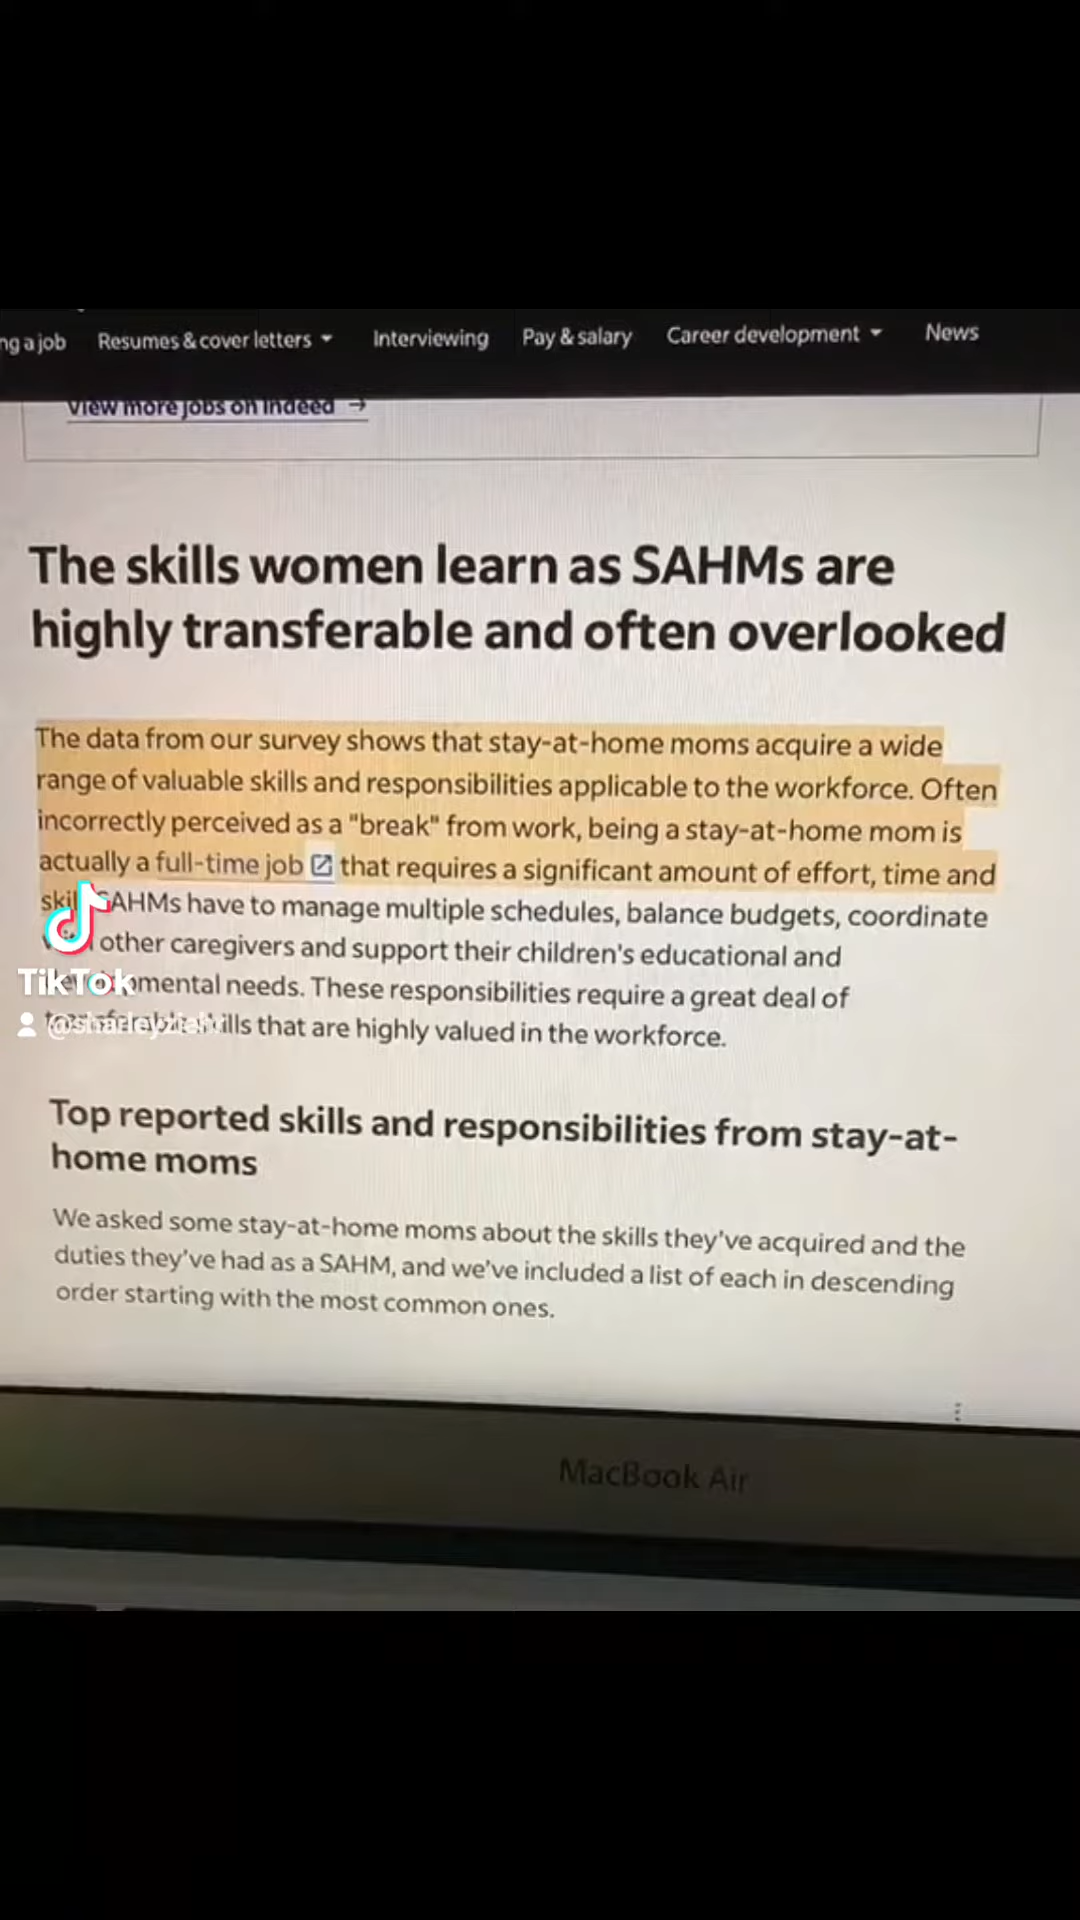 ng a job Resumes & cover letters Interviewing Pay & salary Career development News
View more jobs on Indeed →
The skills women learn as SAHMs are
highly transferable and often overlooked
The data from our survey shows that stay-at-home moms acquire a wide
range of valuable skills and responsibilities applicable to the workforce. Often
incorrectly perceived as a "break" from work, being a stay-at-home mom is
actually a full-time job that requires a significant amount of effort, time and
SAHMs have to manage multiple schedules, balance budgets, coordinate
other caregivers and support their children's educational and
needs. These responsibilities require a great deal of
that are highly valued in the workforce.
TikTok
Top reported skills and responsibilities from stay-at-
home moms
We asked some stay-at-home moms about the skills they've acquired and the
duties they've had as a SAHM, and we've included a list of each in descending
order starting with the most common ones.
MacBook Air